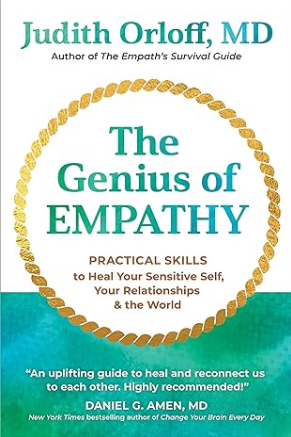 Judith Orloff, MD
Author of The Empath's Survival Guide
The
Genius of
EMPATHY
PRACTICAL SKILLS
to Heal Your Sensitive Self,
Your Relationships
& the World
“An uplifting guide to heal and reconnect us
to each other. Highly recommended!”
DANIEL G. AMEN, MD
New York Times bestselling author of Change Your Brain Every Day